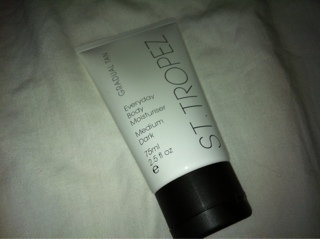 GRADUAL TAN
Everyday
Body
Moisturiser
Medium
Dark
75ml
2.5 fl oz
e
ST. TROPEZ